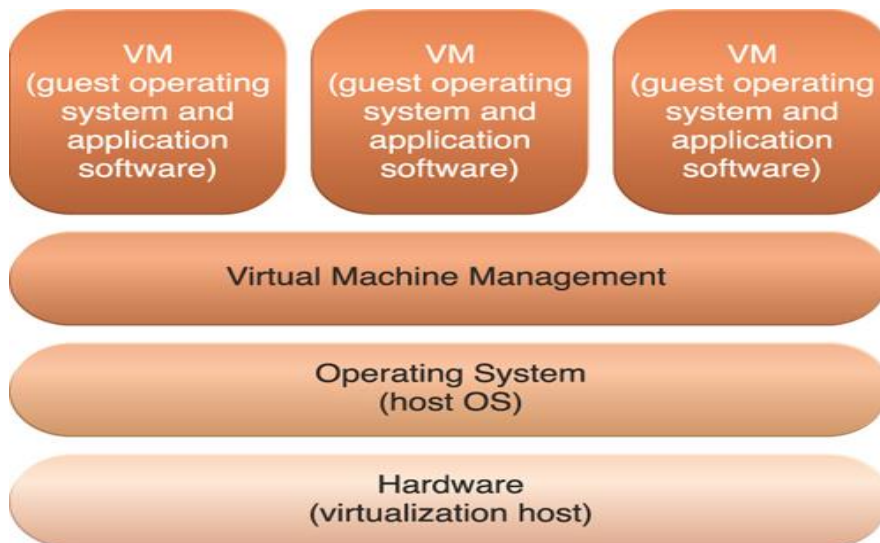 VM
(guest operating
system and
application
software)
VM
(guest operating
system and
application
software)
VM
(guest operating
system and
application
software)
Virtual Machine Management
Operating System
(host OS)
Hardware
(virtualization host)